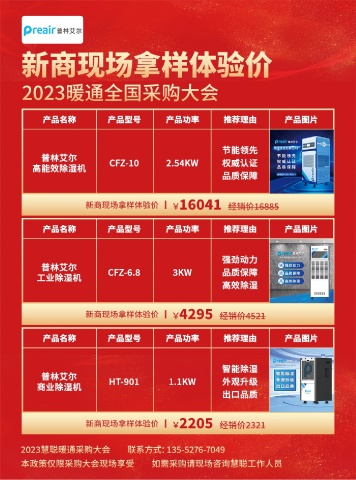 Preair 普林艾尔
新商现场拿样体验价
2023暖通全国采购大会
产品名称 产品型号 产品功率 推荐理由 产品图片
普林艾尔
高能效除湿机
CFZ-10
2.54KW
节能领先
权威认证
品质保障
新商现场拿样体验价 | ¥16041 经销价16885
产品名称 产品型号 产品功率 推荐理由 产品图片
普林艾尔
工业除湿机
CFZ-6.8
3KW
强劲动力
品质保障
高效除湿
新商现场拿样体验价 | ¥4295 经销价4521
产品名称 产品型号 产品功率 推荐理由 产品图片
普林艾尔
商业除湿机
HT-901
1.1KW
智能除湿
外观升级
出口品质
新商现场拿样体验价 | ¥2205 经销价2321
2023慧聪暖通采购大会 联系方式: 135-5276-7049
本政策仅限采购大会现场享受 如需采购请现场咨询慧聪工作人员